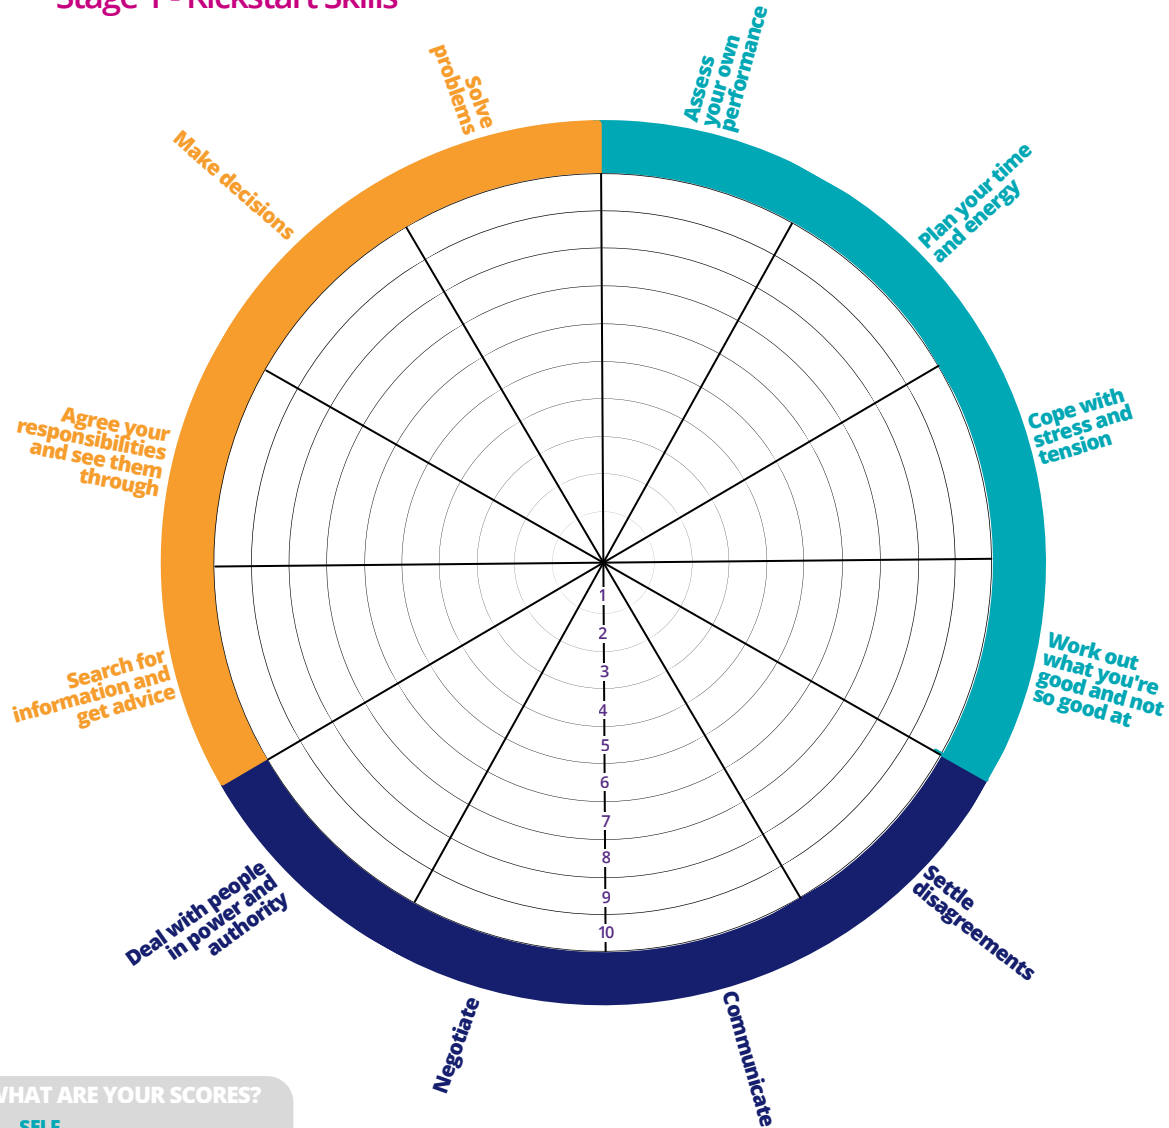 Stage 1 - Kickstart Skills
Solve
problems
Assess
your own
performance
Make decisions
Plan your time
and energy
Agree your
responsibilities
and see them
through
Cope with
stress and
tension
Search for
information and
get advice
Work out
what you're
good and not
so good at
1
2
3
4
5
6
7
8
9
10
Deal with people
in power and
authority
Settle
disagreements
Negotiate
Communicate
WHAT ARE YOUR SCORES?
SELF